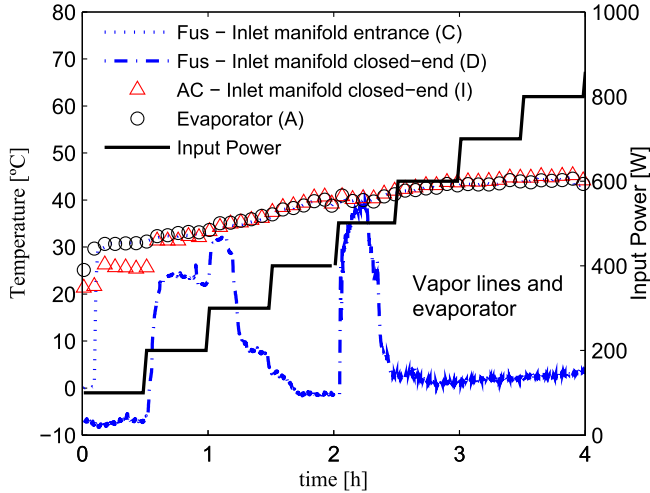 Fus − Inlet manifold entrance (C)
Fus − Inlet manifold closed−end (D)
AC − Inlet manifold closed−end (I)
Evaporator (A)
Input Power
80
70
60
50
40
30
20
10
0
−10
Temperature [ºC]
1000
800
600
400
200
0
Input Power [W]
Vapor lines and
evaporator
0
1
2
3
4
time [h]